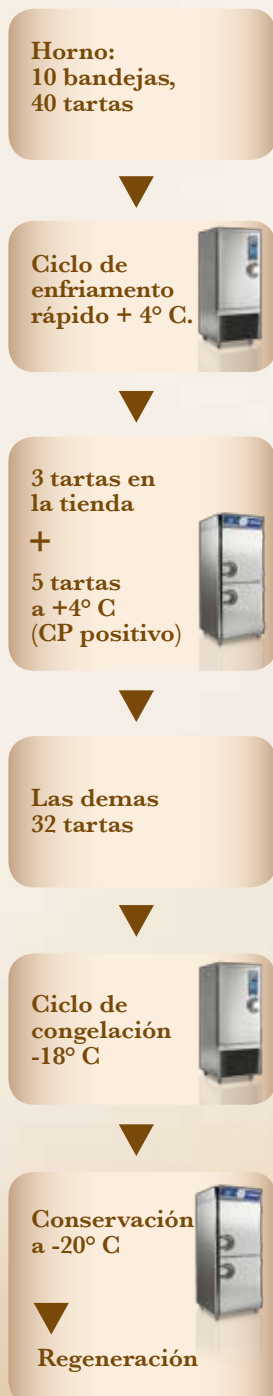 Horno:
10 bandejas,
40 tartas
Ciclo de
enfriamento
rápido + 4° C.
3 tartas en
la tienda
+
5 tartas
a +4° C
(CP positivo)
Las demas
32 tartas
Ciclo de
congelación
-18° C
Conservación
a -20° C
Regeneración